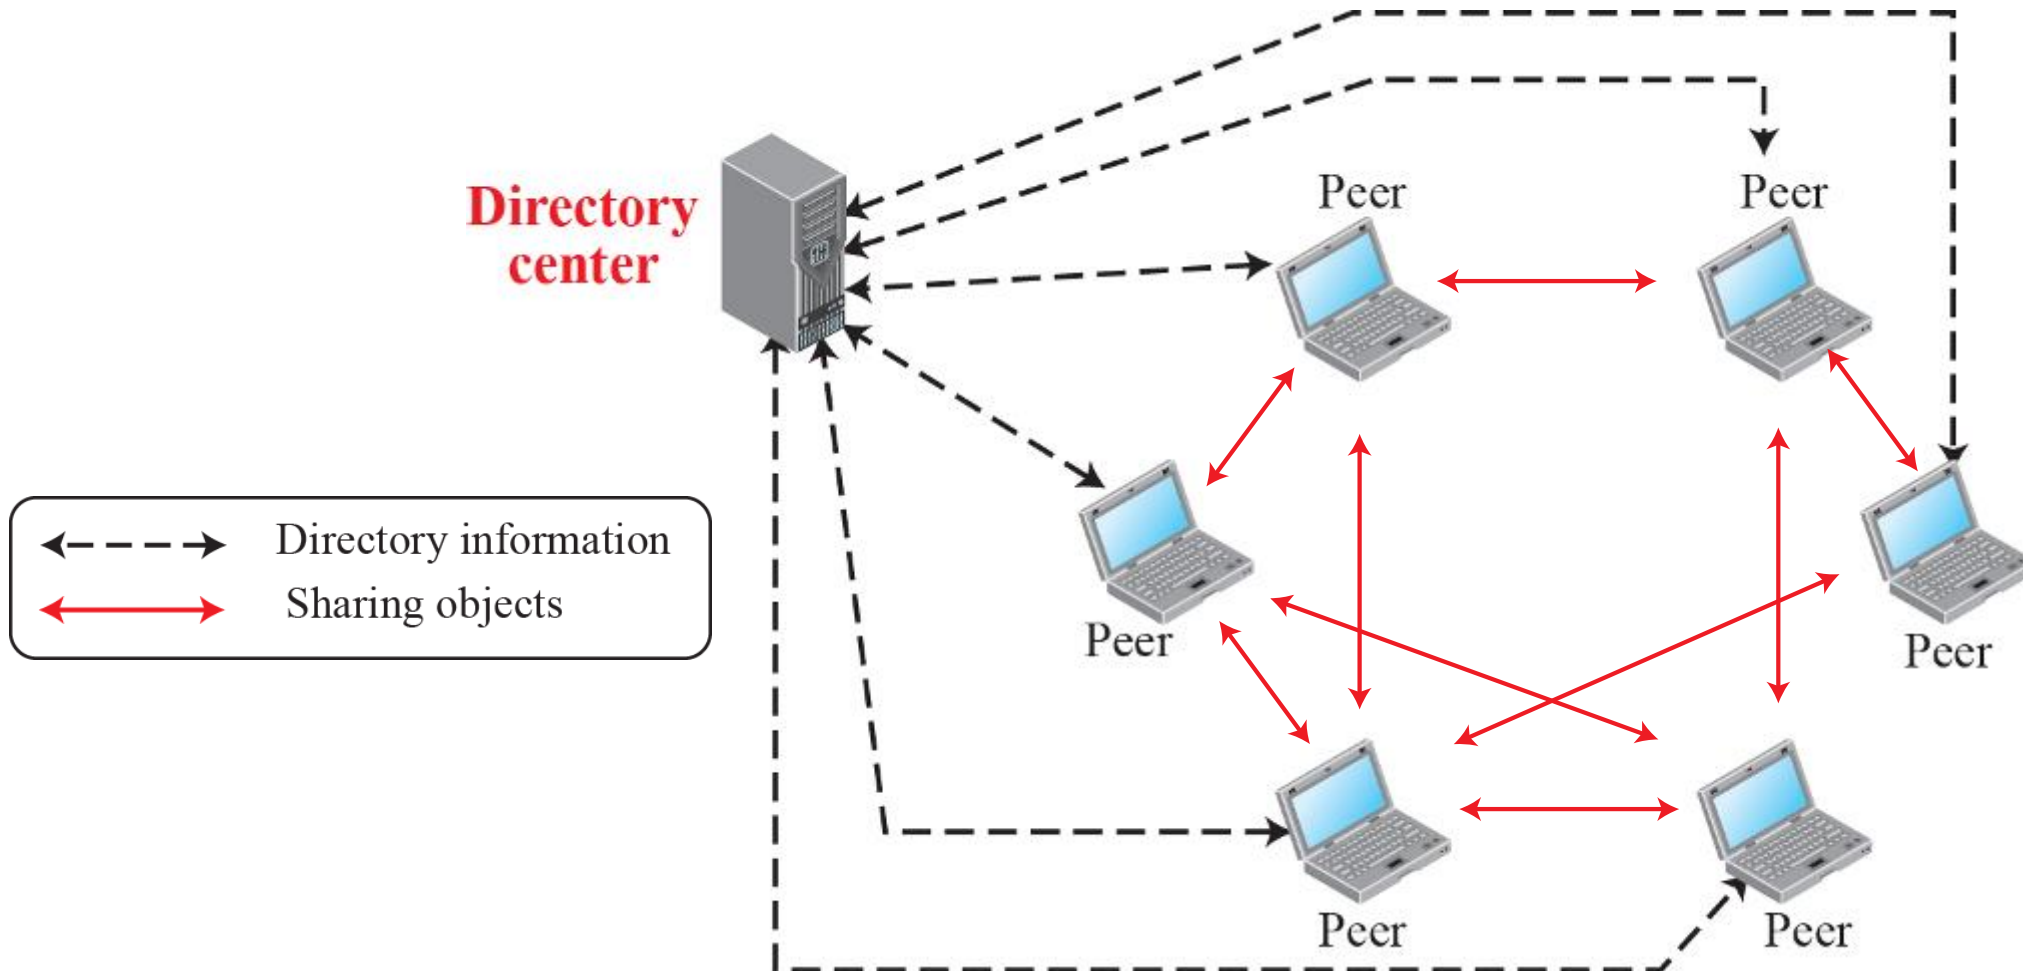 Directory
center
Peer
Peer
Directory information
Sharing objects
Peer
Peer
Peer
Peer